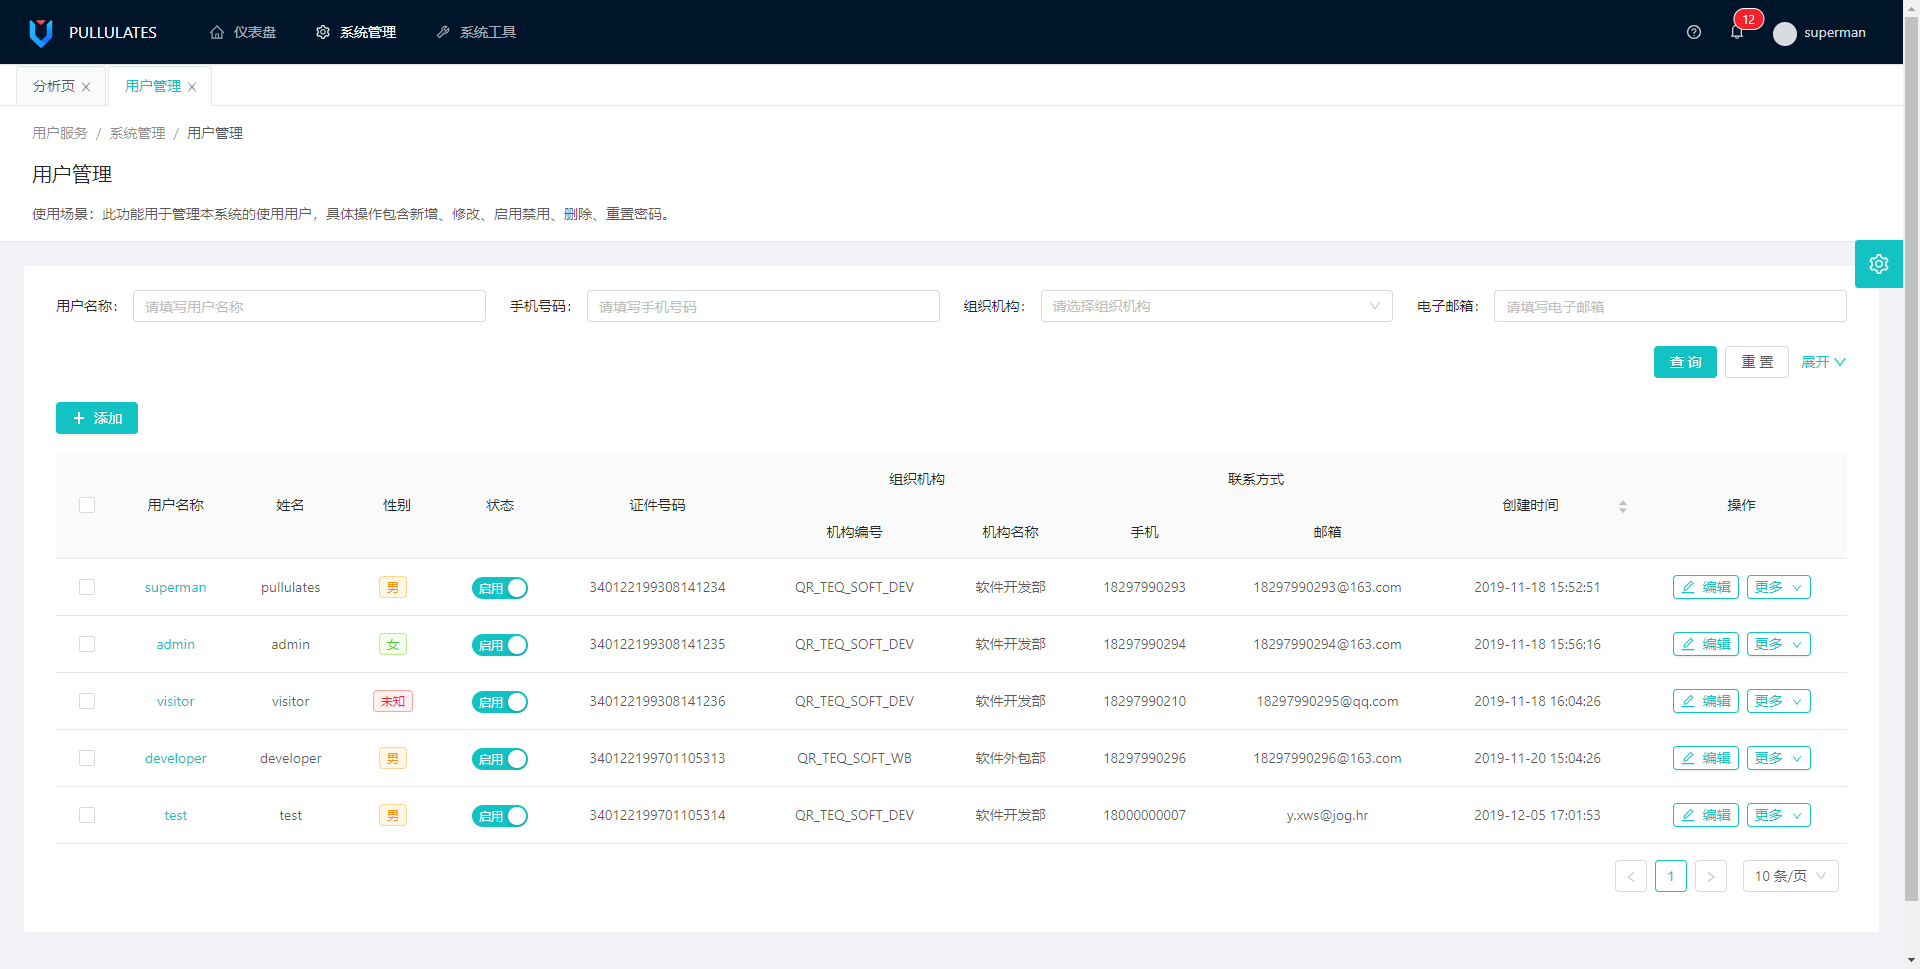 PULLULATES 仪表盘 系统管理 系统工具 12 superman
分析页 用户管理
用户服务 / 系统管理 / 用户管理
用户管理
使用场景：此功能用于管理本系统的使用用户，具体操作包含新增、修改、启用禁用、删除、重置密码。
用户名称： 请填写用户名称 手机号码： 请填写手机号码 组织机构： 请选择组织机构 电子邮箱： 请填写电子邮箱
查 询 重 置 展开
添加
组织机构 联系方式
用户名称 姓名 性别 状态 证件号码 创建时间 操作
机构编号 机构名称 手机 邮箱
superman pullulates 男 启用 340122199308141234 QR_TEQ_SOFT_DEV 软件开发部 18297990293 18297990293@163.com 2019-11-18 15:52:51 编辑 更多
admin admin 女 启用 340122199308141235 QR_TEQ_SOFT_DEV 软件开发部 18297990294 18297990294@163.com 2019-11-18 15:56:16 编辑 更多
visitor visitor 未知 启用 340122199308141236 QR_TEQ_SOFT_DEV 软件开发部 18297990210 18297990295@qq.com 2019-11-18 16:04:26 编辑 更多
developer developer 男 启用 340122199701105313 QR_TEQ_SOFT_WB 软件外包部 18297990296 18297990296@163.com 2019-11-20 15:04:26 编辑 更多
test test 男 启用 340122199701105314 QR_TEQ_SOFT_DEV 软件开发部 18000000007 y.xws@jog.hr 2019-12-05 17:01:53 编辑 更多
< 1 > 10 条/页